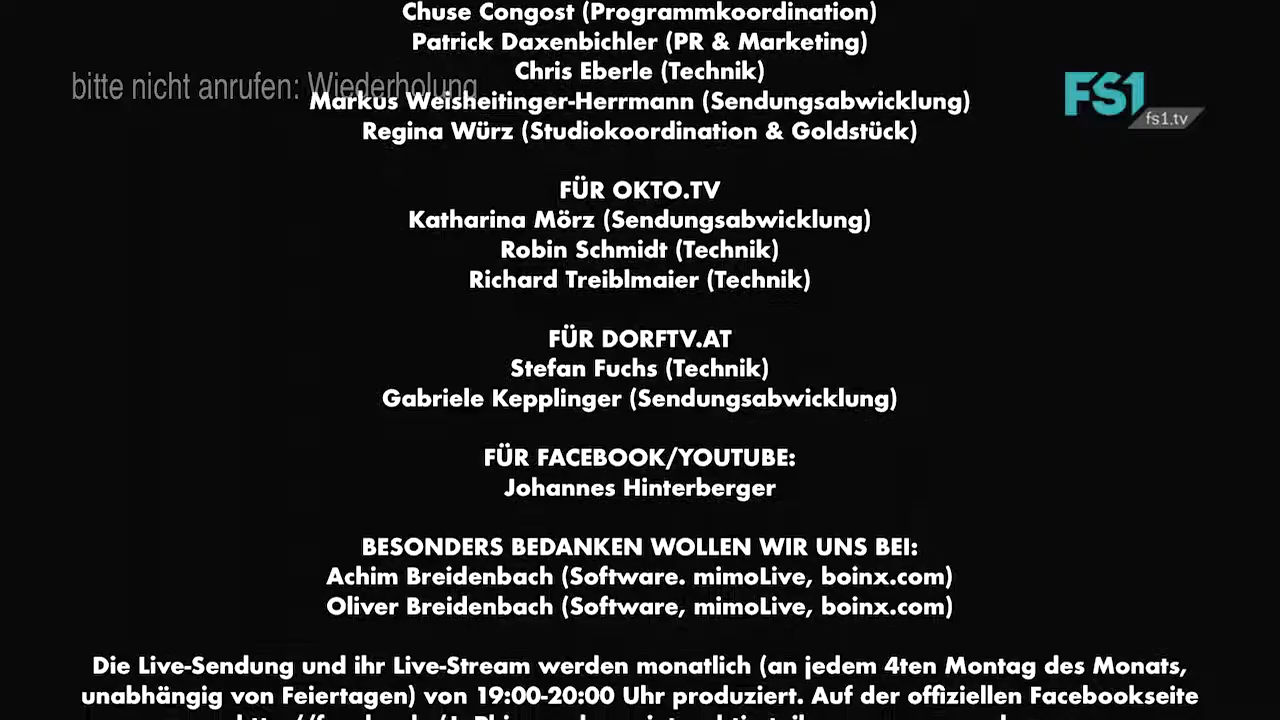 Chuse Congost (Programmkoordination)
Patrick Daxenbichler (PR & Marketing)
Chris Eberle (Technik)
bitte nicht anrufen: Wiederholung
Markus Weisheitinger-Herrmann (Sendungsabwicklung)
Regina Würz (Studiokoordination & Goldstück)
FS1
fs1.tv
FÜR OKTO.TV
Katharina Mörz (Sendungsabwicklung)
Robin Schmidt (Technik)
Richard Treiblmaier (Technik)
FÜR DORFTV.AT
Stefan Fuchs (Technik)
Gabriele Kepplinger (Sendungsabwicklung)
FÜR FACEBOOK/YOUTUBE:
Johannes Hinterberger
BESONDERS BEDANKEN WOLLEN WIR UNS BEI:
Achim Breidenbach (Software. mimoLive, boinx.com)
Oliver Breidenbach (Software, mimoLive, boinx.com)
Die Live-Sendung und ihr Live-Stream werden monatlich (an jedem 4ten Montag des Monats,
unabhängig von Feiertagen) von 19:00-20:00 Uhr produziert. Auf der offiziellen Facebookseite